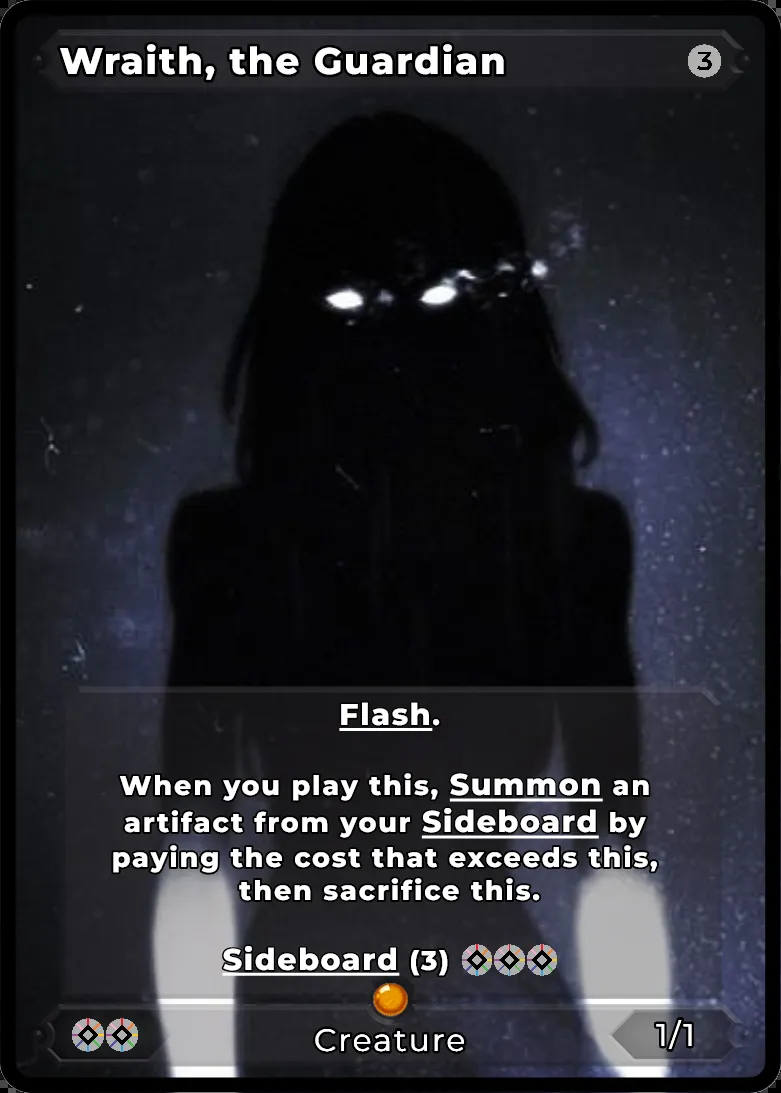 Wraith, the Guardian 3
Flash.
When you play this, Summon an
artifact from your Sideboard by
paying the cost that exceeds this,
then sacrifice this.
Sideboard (3)
Creature
1/1